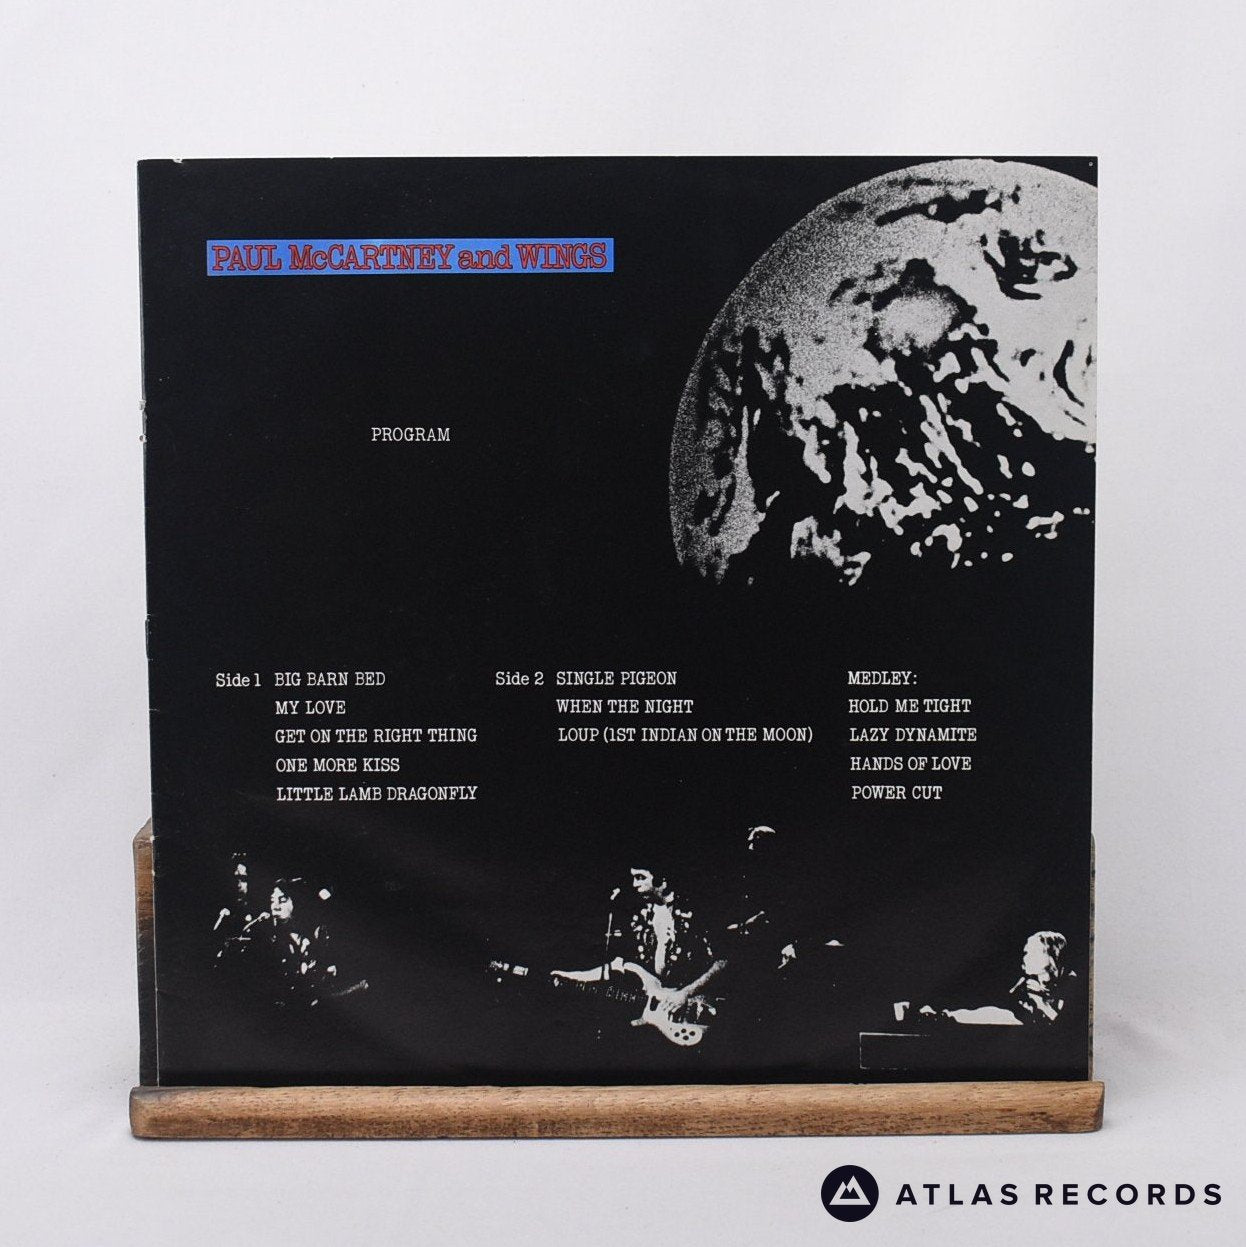 PAUL McCARTNEY and WINGS
PROGRAM
Side 1 BIG BARN BED
MY LOVE
GET ON THE RIGHT THING
ONE MORE KISS
LITTLE LAMB DRAGONFLY
Side 2 SINGLE PIGEON
WHEN THE NIGHT
LOUP (1ST INDIAN ON THE MOON)
MEDLEY:
HOLD ME TIGHT
LAZY DYNAMITE
HANDS OF LOVE
POWER CUT
ATLAS RECORDS